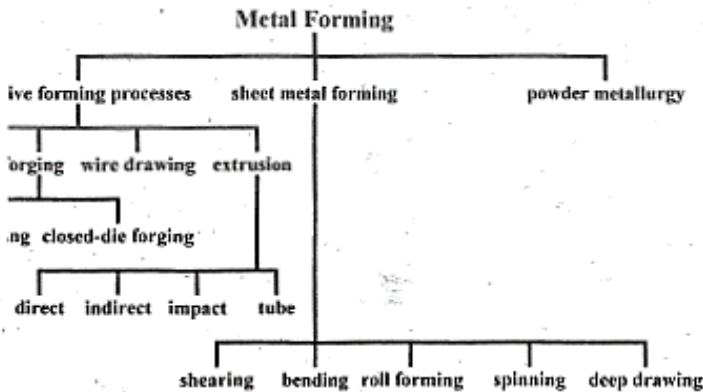 Metal Forming
ive forming processes sheet metal forming powder metallurgy
orging wire drawing extrusion
ng closed-die forging
direct indirect impact tube
shearing bending roll forming spinning deep drawing